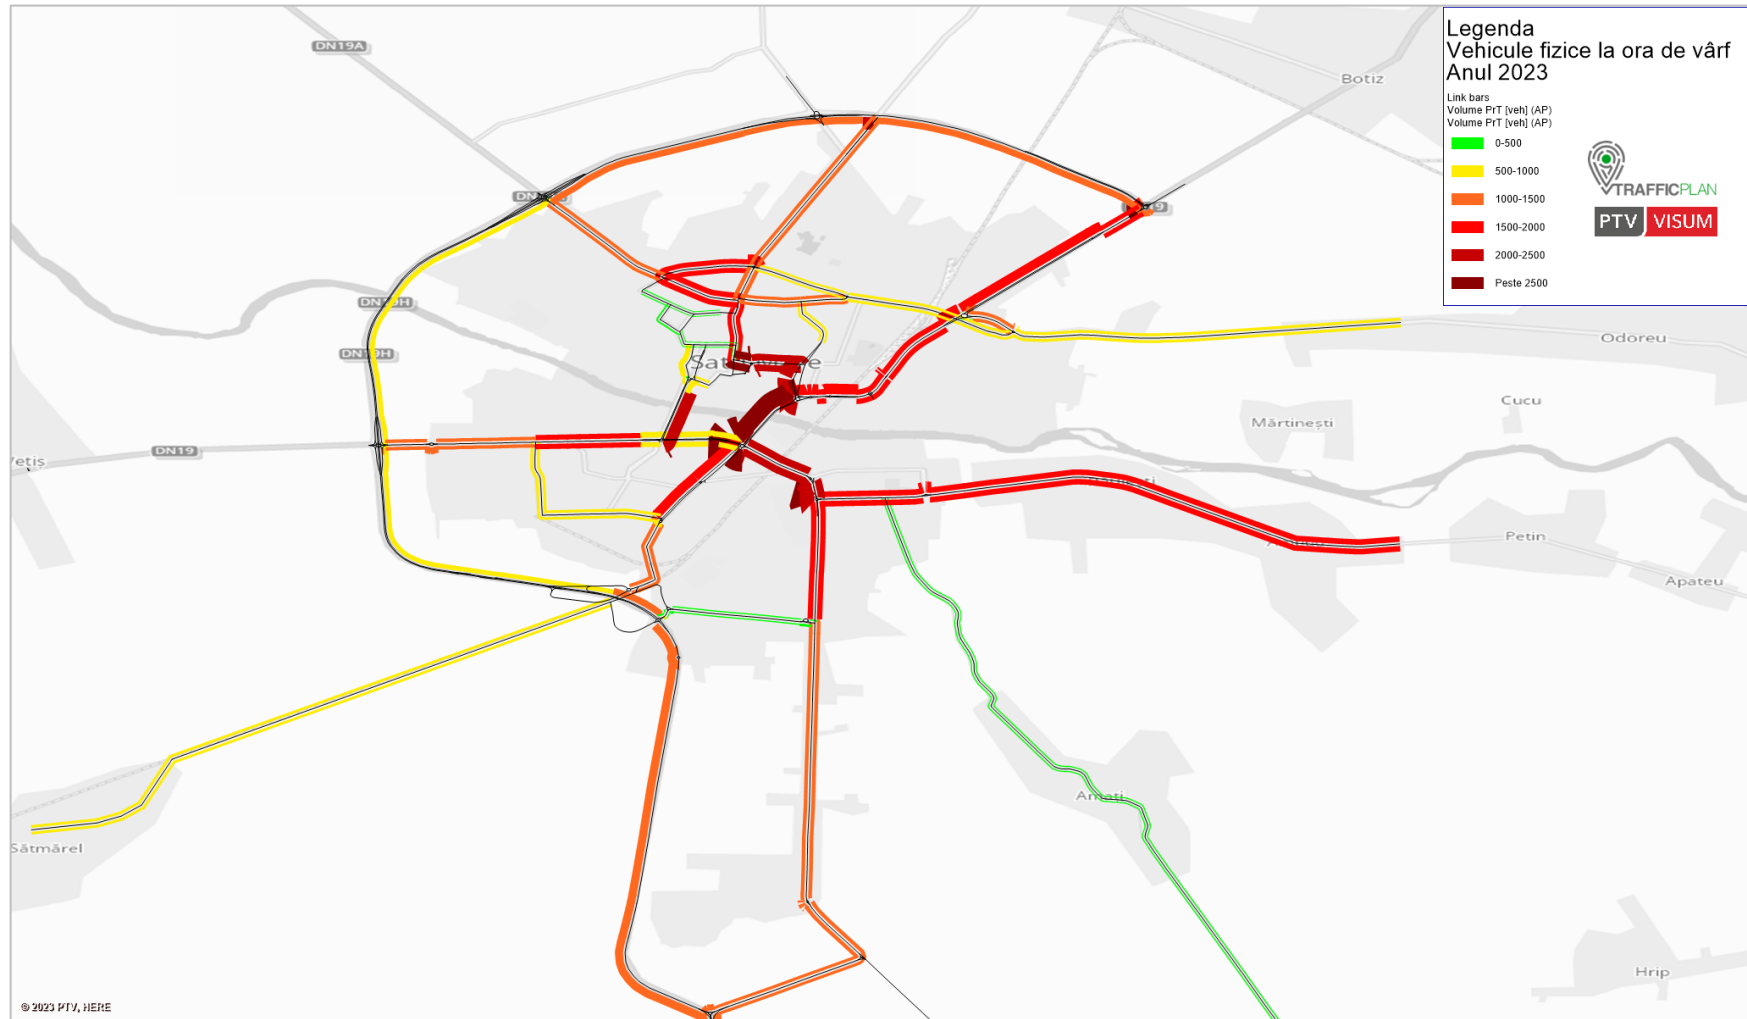 Legenda
Vehicule fizice la ora de vârf
Anul 2023
Link bars
Volume PrT [veh] (AP)
Volume PrT [veh] (AP)
0-500
500-1000
1000-1500
1500-2000
2000-2500
Peste 2500
TRAFFICPLAN
PTV VISUM
DN19A
Botiz
Odoreu
Cucu
Mărtinești
DN19
Petin
Apateu
Amați
Sătmărel
Hrip
© 2023 PTV, HERE